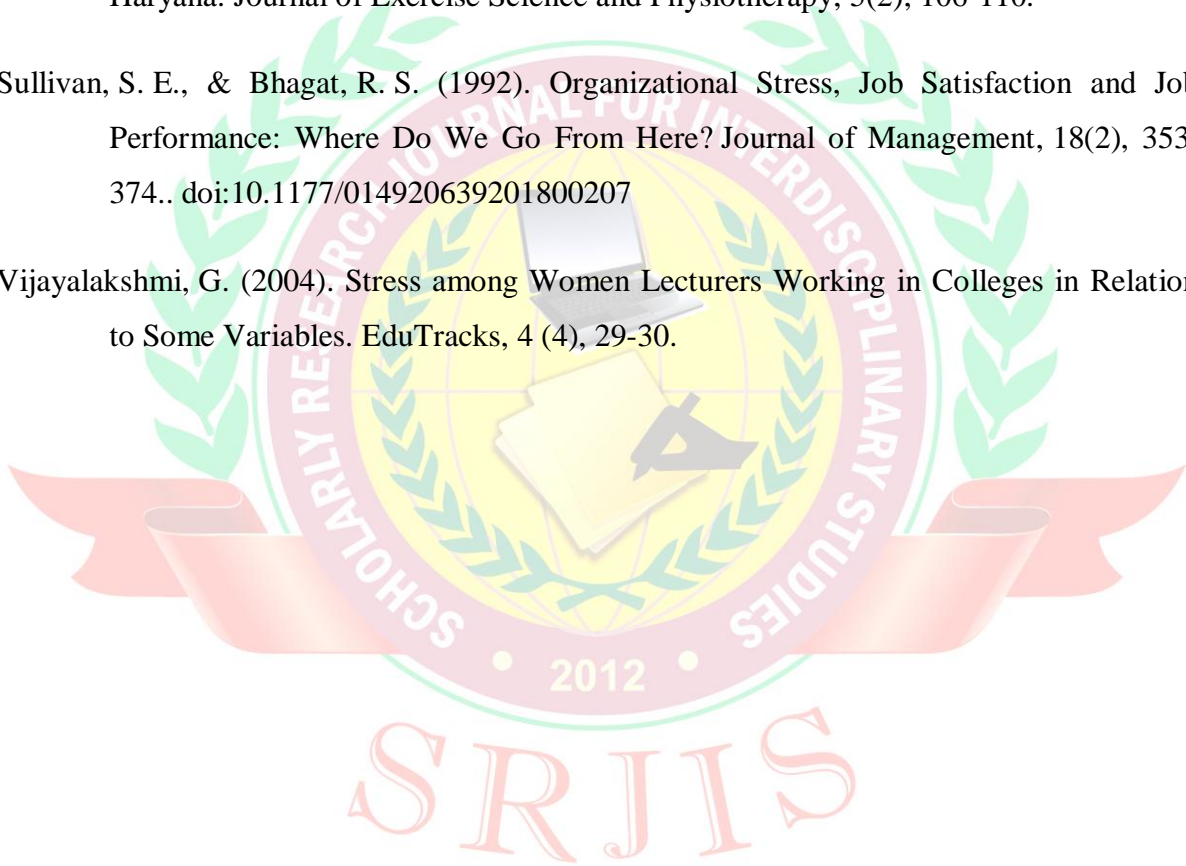 Haryana. Journal of Exercise Science and Physiotherapy, 5(2), 106-110.
Sullivan, S. E., & Bhagat, R. S. (1992). Organizational Stress, Job Satisfaction and Job
Performance: Where Do We Go From Here? Journal of Management, 18(2), 353
374.. doi:10.1177/014920639201800207
Vijayalakshmi, G. (2004). Stress among Women Lecturers Working in Colleges in Relation
to Some Variables. EduTracks, 4 (4), 29-30.
SCHOLARLY RESEARCH JOURNAL FOR INTERDISCIPLINARY STUDIES
• 2012 •
SRJIS